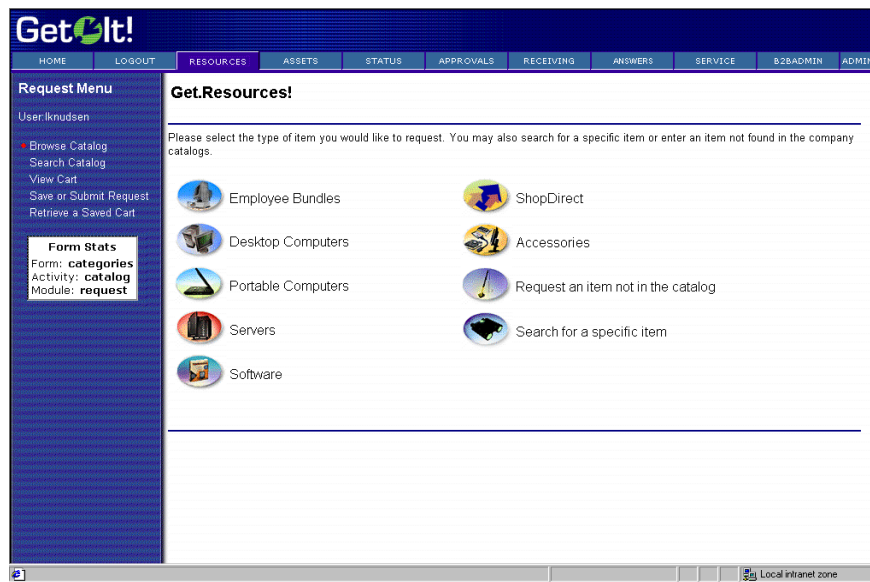 Get It!
HOME LOGOUT RESOURCES ASSETS STATUS APPROVALS RECEIVING ANSWERS SERVICE B2BADMIN ADMI
Request Menu
User:lknudsen
Browse Catalog
Search Catalog
View Cart
Save or Submit Request
Retrieve a Saved Cart
Form Stats
Form: categories
Activity: catalog
Module: request
Get.Resources!
Please select the type of item you would like to request. You may also search for a specific item or enter an item not found in the company
catalogs.
Employee Bundles
Desktop Computers
Portable Computers
Servers
Software
ShopDirect
Accessories
Request an item not in the catalog
Search for a specific item
Local intranet zone